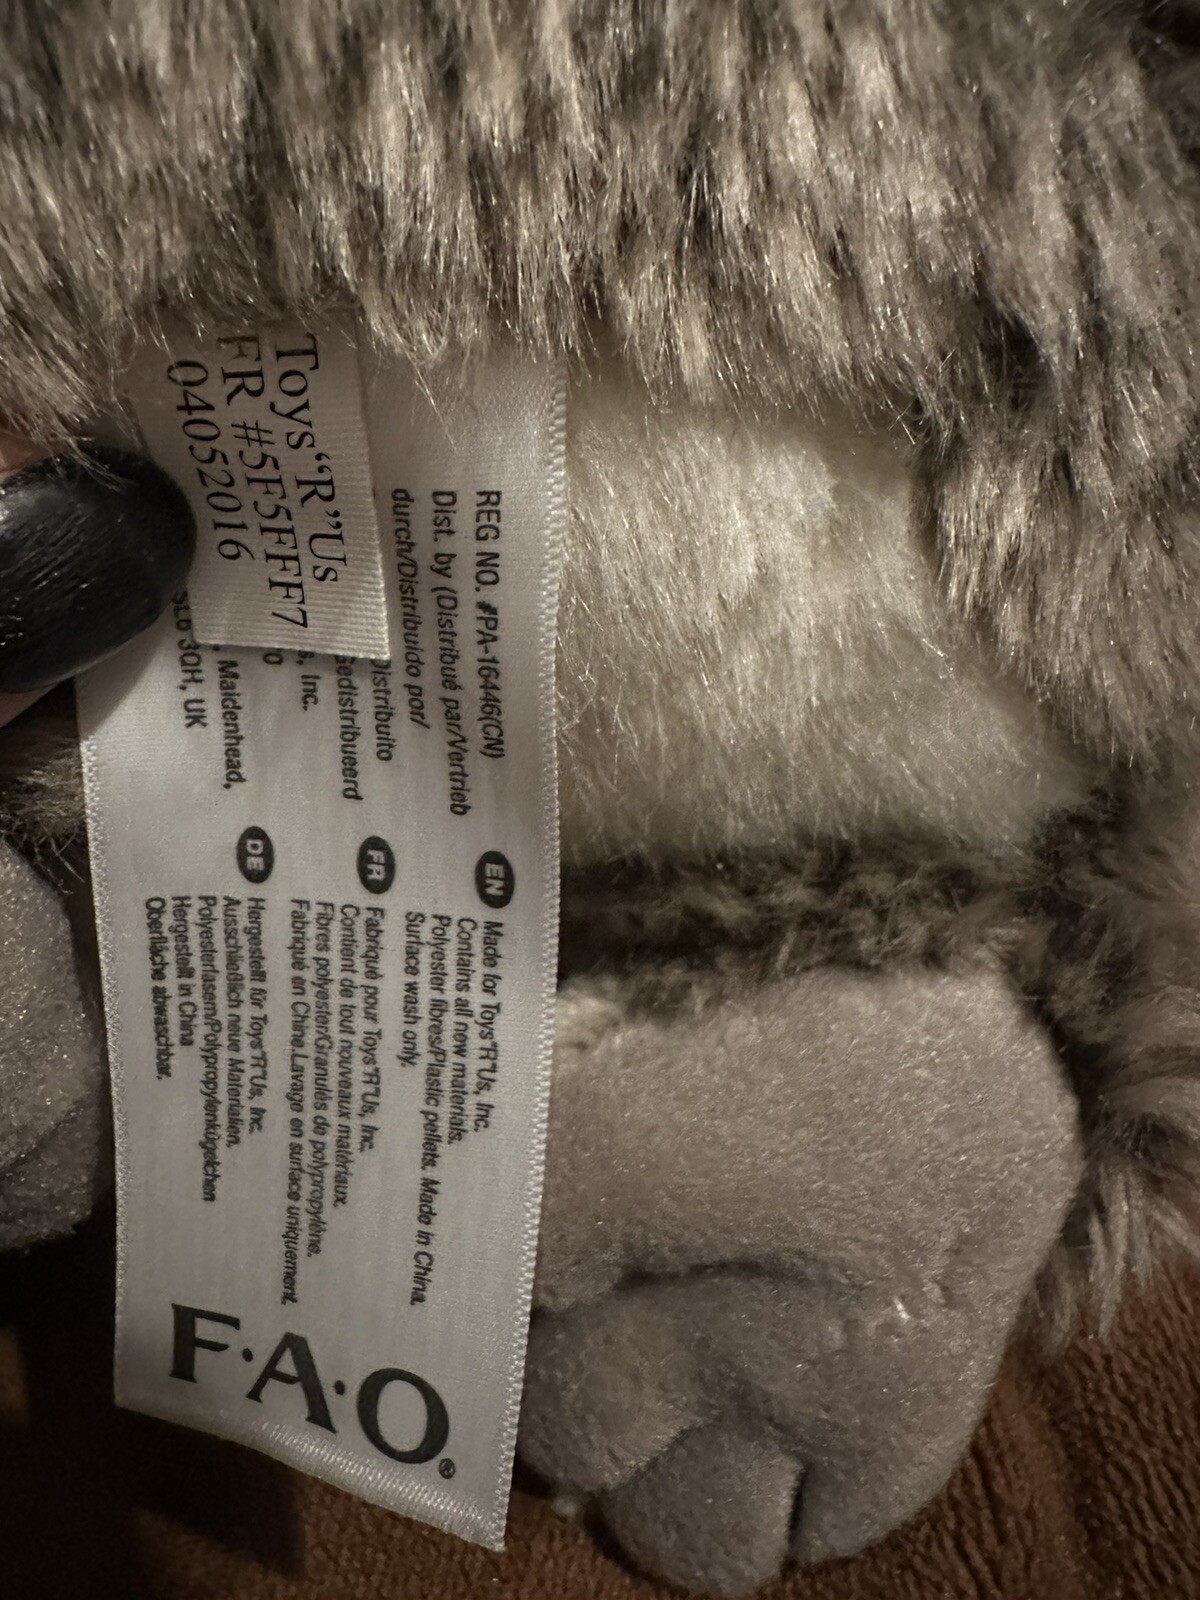 Toys“R”Us
FR #5F5FFF7
04052016
REG NO. #PA-16446(CN)
Dist. by (Distribué par/Vertrieb
durch/Distribuido por/
Distribuito
Gedistribueerd
Inc.
Maidenhead,
3QH, UK
EN Made for Toys"R"Us, Inc.
Contains all new materials.
Polyester fibres/Plastic pellets. Made in China.
Surface wash only.
FR Fabriqué pour Toys"R"Us, Inc.
Contient de tout nouveaux matériaux.
Fibres polyester/Granulés de polypropylène.
Fabriqué en Chine.Lavage en surface uniquement.
DE Hergestellt für Toys"R"Us, Inc.
Ausschließlich neue Materialien.
Polyesterfasern/Polypropylenkügelchen
Hergestellt in China
Oberfläche abwaschbar.
F·A·O®